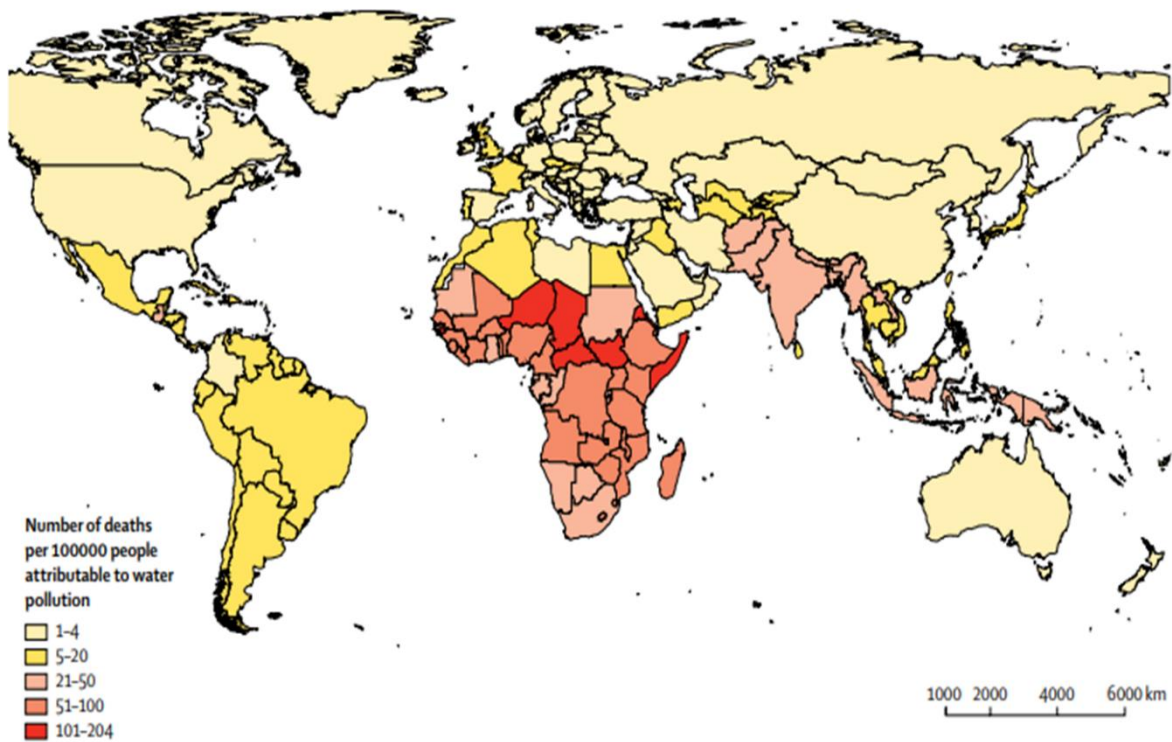 Number of deaths
per 100000 people
attributable to water
pollution
1–4
5–20
21–50
51–100
101–204
1000 2000 4000 6000 km